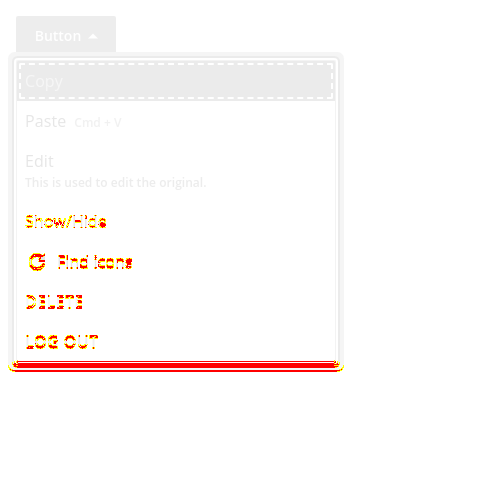 Button
Copy
Paste Cmd + V
Edit
This is used to edit the original.
Show/Hide
Find Icons
DELETE
LOG OUT